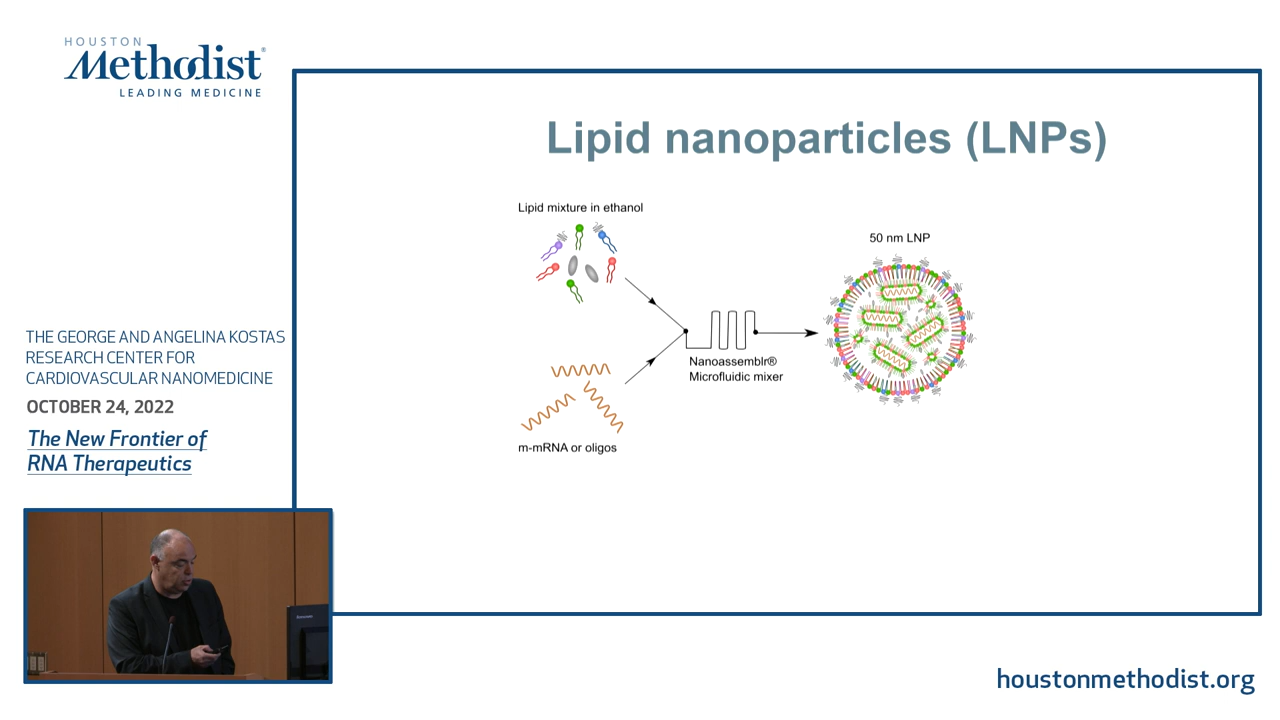 HOUSTON
Methodist®
LEADING MEDICINE
Lipid nanoparticles (LNPs)
Lipid mixture in ethanol
50 nm LNP
Nanoassemblr®
Microfluidic mixer
m-mRNA or oligos
THE GEORGE AND ANGELINA KOSTAS
RESEARCH CENTER FOR
CARDIOVASCULAR NANOMEDICINE
OCTOBER 24, 2022
The New Frontier of
RNA Therapeutics
houstonmethodist.org